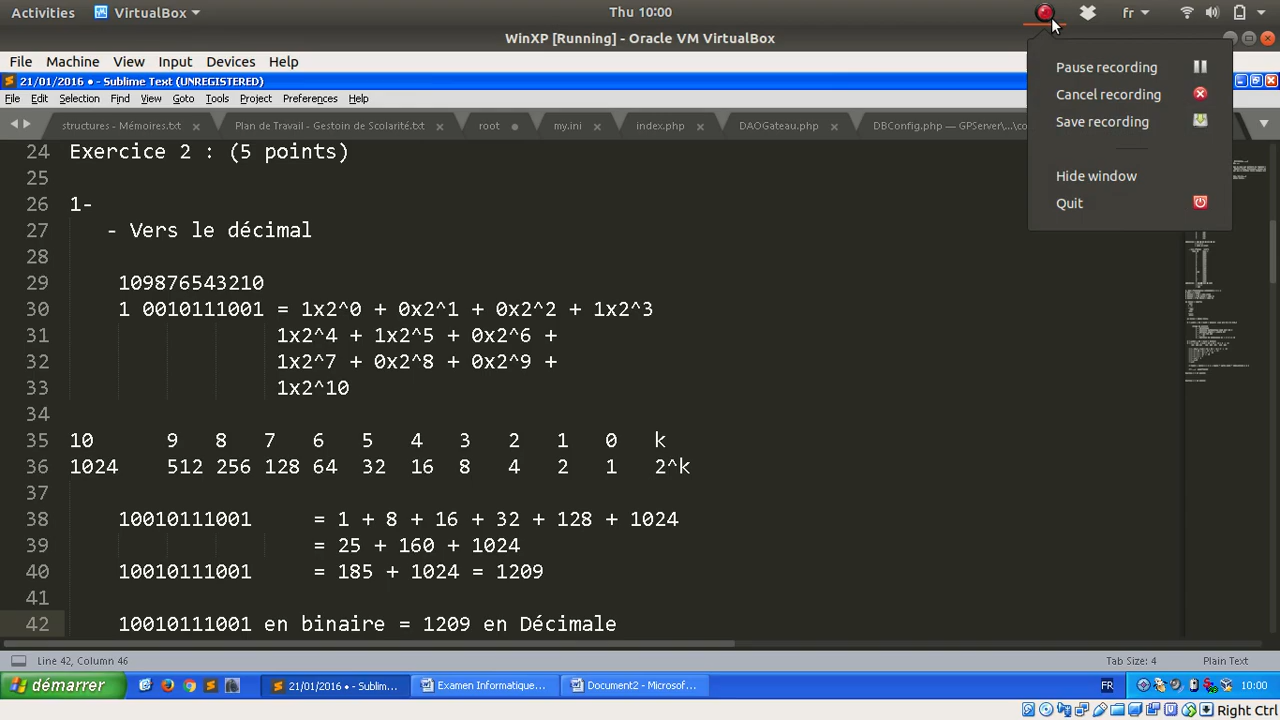 Activities VirtualBox Thu 10:00 fr
WinXP [Running] - Oracle VM VirtualBox
File Machine View Input Devices Help
21/01/2016 • - Sublime Text (UNREGISTERED)
File Edit Selection Find View Goto Tools Project Preferences Help
structures - Mémoires.txt Plan de Travail - Gestoin de Scolarité.txt root my.ini index.php DAOGateau.php DBConfig.php — GPServer\...\co
Pause recording
Cancel recording
Save recording
Hide window
Quit
24 Exercice 2 : (5 points)
25
26 1-
27 - Vers le décimal
28
29 109876543210
30 1 0010111001 = 1x2^0 + 0x2^1 + 0x2^2 + 1x2^3
31 1x2^4 + 1x2^5 + 0x2^6 +
32 1x2^7 + 0x2^8 + 0x2^9 +
33 1x2^10
34
35 10 9 8 7 6 5 4 3 2 1 0 k
36 1024 512 256 128 64 32 16 8 4 2 1 2^k
37
38 10010111001 = 1 + 8 + 16 + 32 + 128 + 1024
39 = 25 + 160 + 1024
40 10010111001 = 185 + 1024 = 1209
41
42 10010111001 en binaire = 1209 en Décimale
Line 42, Column 46 Tab Size: 4 Plain Text
démarrer 21/01/2016 • - Sublim... Examen Informatique... Document2 - Microsof... FR 10:00
Right Ctrl